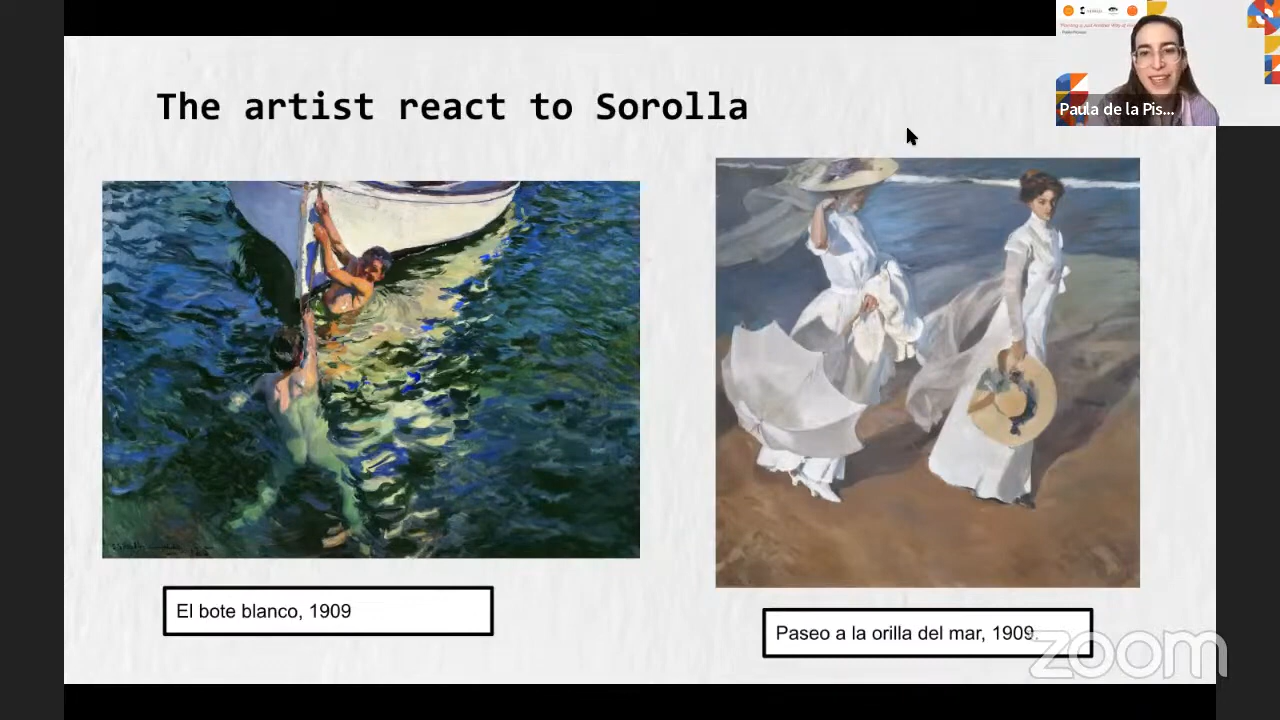 The artist react to Sorolla
Paula de la Pis...
El bote blanco, 1909
Paseo a la orilla del mar, 1909.
zoom